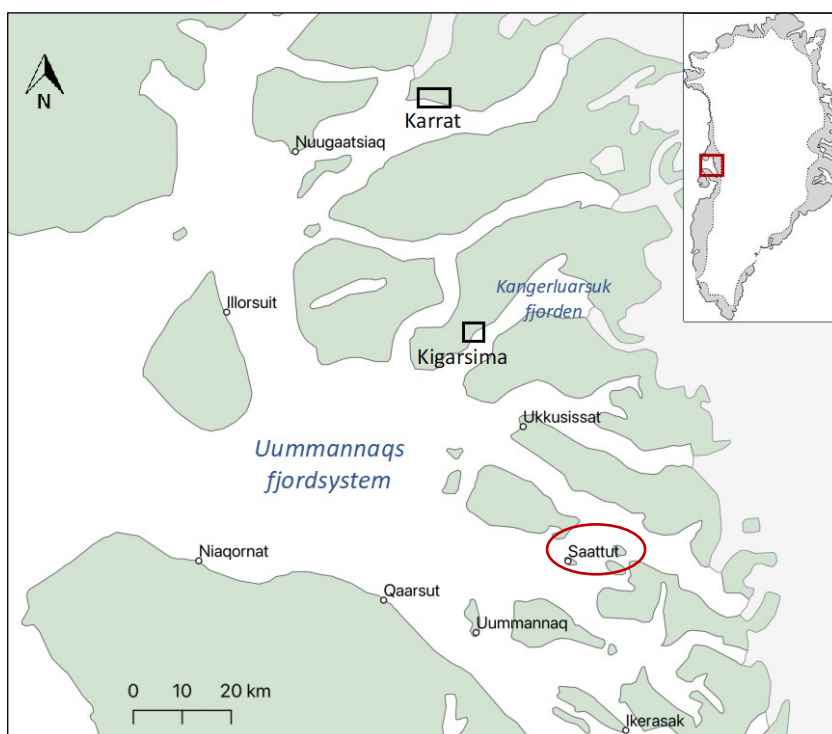 N
Karrat
Nuugaatsiaq
Kangerluarsuk
fjorden
Illorsuit
Kigarsima
Ukkusissat
Uummannaqs
fjordsystem
Niaqornat
Saattut
Qaarsut
Uummannaq
0 10 20 km
Ikerasak